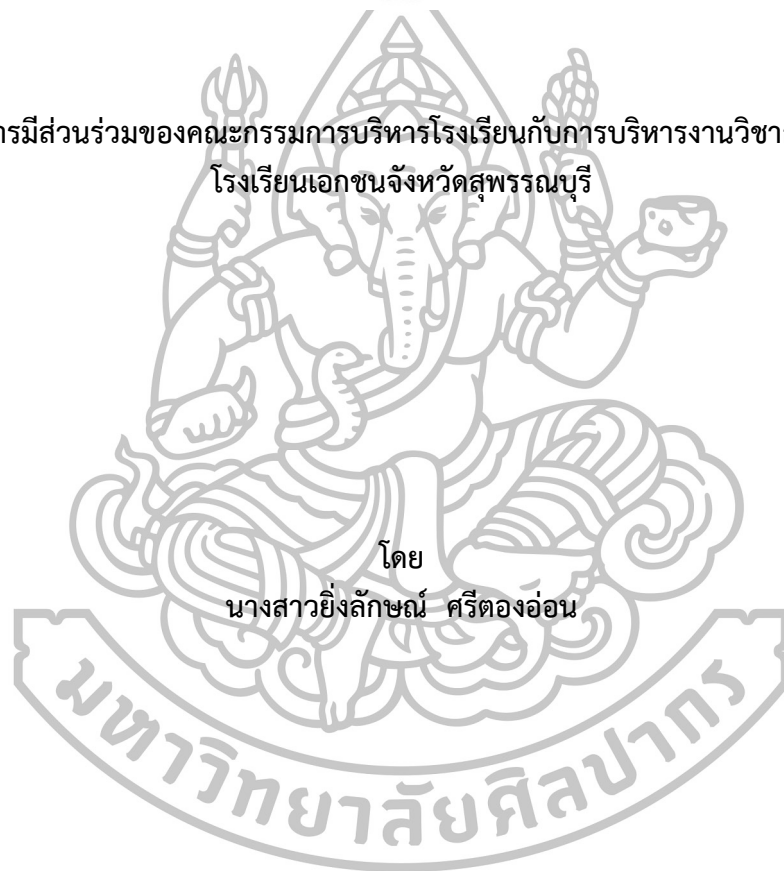 ารมีส่วนร่วมของคณะกรรมการบริหารโรงเรียนกับการบริหารงานวิชา
โรงเรียนเอกชนจังหวัดสุพรรณบุรี
โดย
นางสาวยิ่งลักษณ์ ศรีตองอ่อน
มหาวิทยาลัยศิลปากร